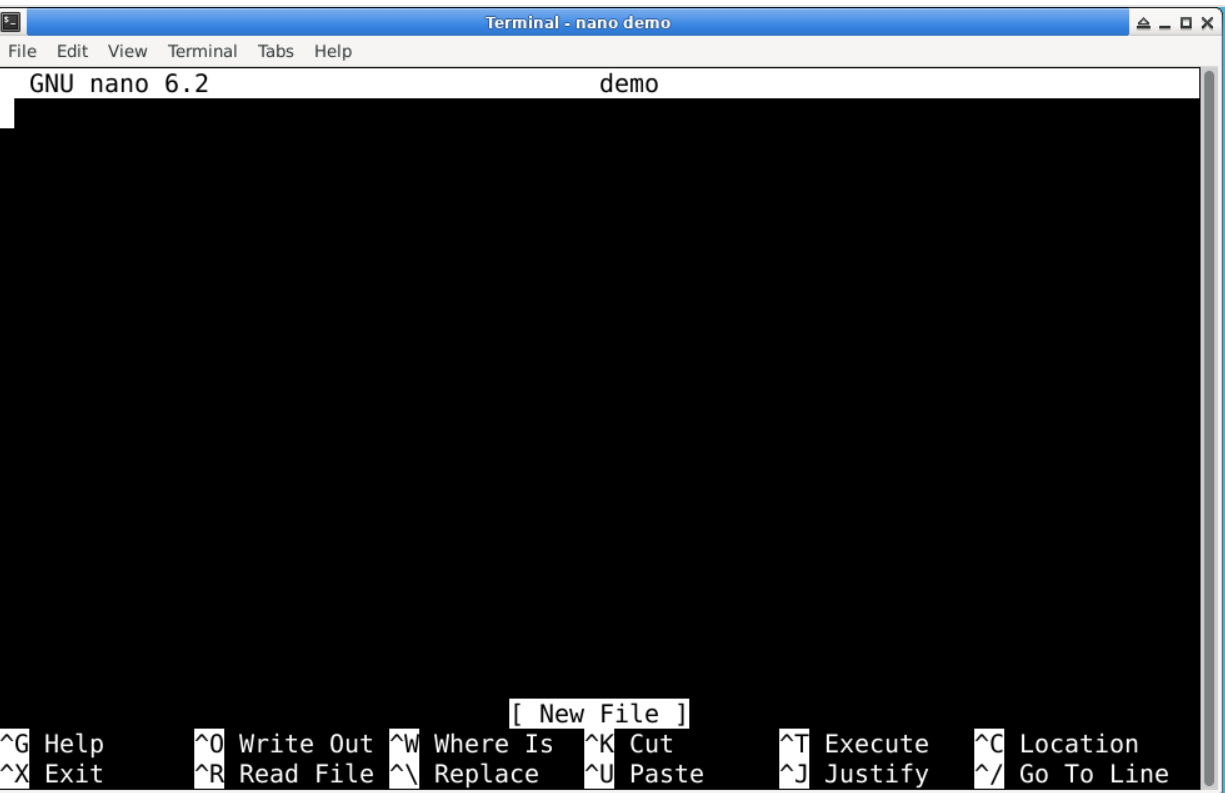 Terminal - nano demo
File Edit View Terminal Tabs Help
GNU nano 6.2 demo
[ New File ]
^G Help ^O Write Out ^W Where Is ^K Cut ^T Execute ^C Location
^X Exit ^R Read File ^\ Replace ^U Paste ^J Justify ^/ Go To Line